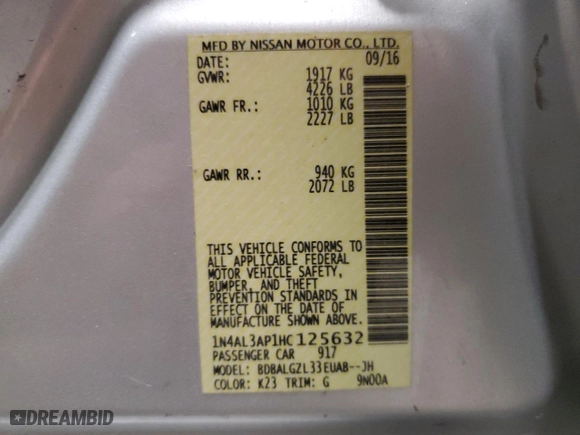 MFD BY NISSAN MOTOR CO., LTD.
DATE: 09/16
GVWR: 1917 KG
4226 LB
GAWR FR.: 1010 KG
2227 LB
GAWR RR.: 940 KG
2072 LB
THIS VEHICLE CONFORMS TO
ALL APPLICABLE FEDERAL
MOTOR VEHICLE SAFETY,
BUMPER, AND THEFT
PREVENTION STANDARDS
IN EFFECT ON THE DATE OF
MANUFACTURE SHOWN ABOVE.
1N4AL3AP1HC125632
PASSENGER CAR 917
MODEL: BDBALGZL33EUAB--JH
COLOR: K23 TRIM: G 9N00A
DREAMBID